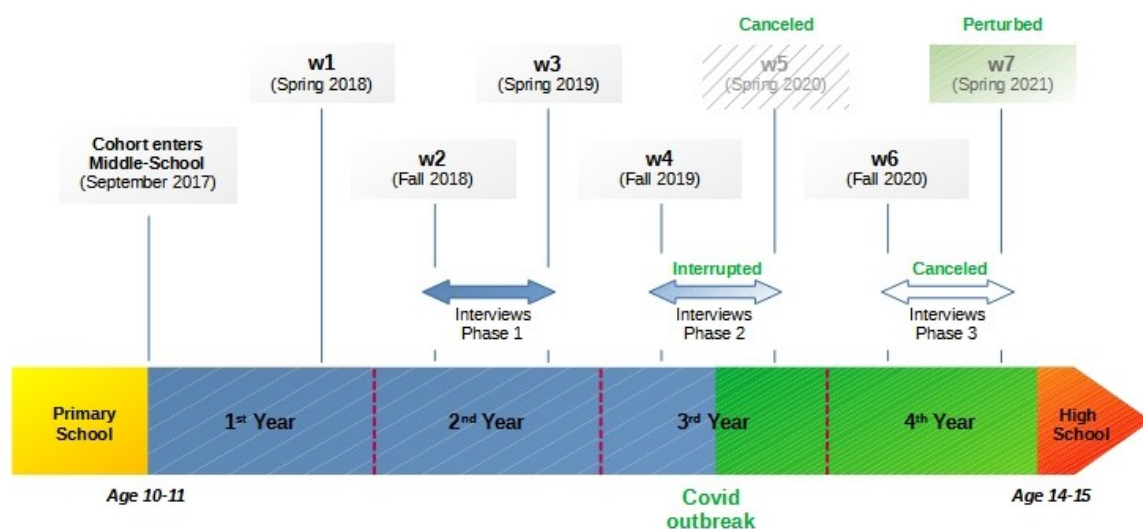 Canceled
Perturbed
w1
(Spring 2018)
w3
(Spring 2019)
w5
(Spring 2020)
w7
(Spring 2021)
Cohort enters
Middle-School
(September 2017)
w2
(Fall 2018)
w4
(Fall 2019)
w6
(Fall 2020)
Interrupted
Canceled
Interviews
Phase 1
Interviews
Phase 2
Interviews
Phase 3
Primary
School
1st Year
2nd Year
3rd Year
4th Year
High
School
Age 10-11
Covid
outbreak
Age 14-15